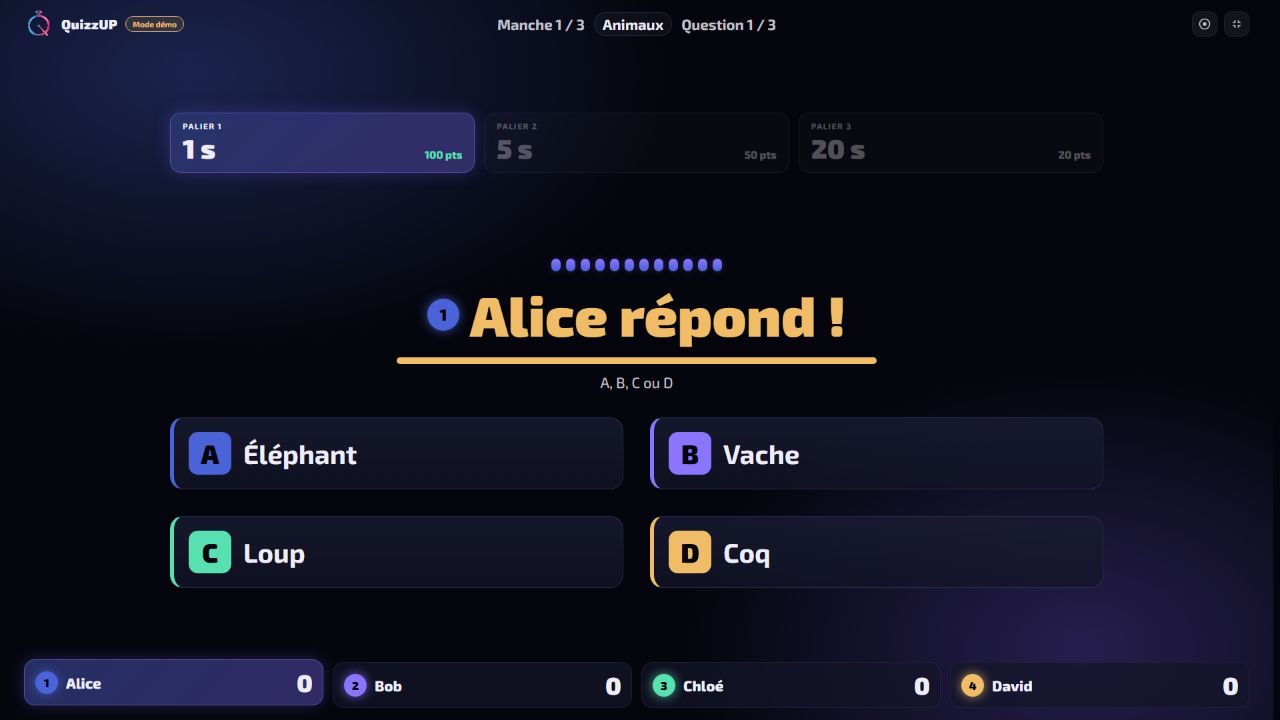 QuizzUP Mode démo
Manche 1 / 3 Animaux Question 1 / 3
PALIER 1
1 s
100 pts
PALIER 2
5 s
50 pts
PALIER 3
20 s
20 pts
1 Alice répond !
A, B, C ou D
A Éléphant
B Vache
C Loup
D Coq
1 Alice 0
2 Bob 0
3 Chloé 0
4 David 0